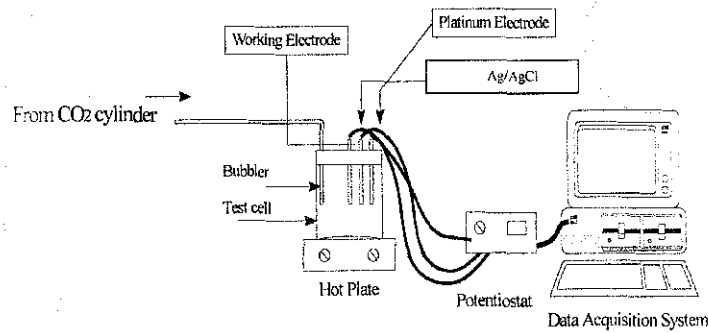 Platinum Electrode
Working Electrode
Ag/AgCl
From CO2 cylinder
Bubbler
Test cell
Hot Plate
Potentiostat
Data Acquisition System